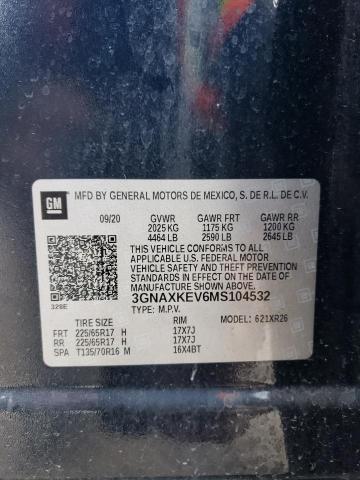 GM
MFD BY GENERAL MOTORS DE MEXICO, S. DE R.L. DE C.V.
09/20 GVWR GAWR FRT GAWR RR
2025 KG 1175 KG 1200 KG
4464 LB 2590 LB 2645 LB
THIS VEHICLE CONFORMS TO ALL
APPLICABLE U.S. FEDERAL MOTOR
VEHICLE SAFETY, BUMPER, AND THEFT
PREVENTION STANDARDS IN EFFECT ON
THE DATE OF MANUFACTURE SHOWN ABOVE.
3GNAXKEV6MS104532
329E TYPE: M.P.V.
MODEL: 621XR26
TIRE SIZE RIM
FRT 225/65R17 H 17X7J
RR 225/65R17 H 17X7J
SPA T135/70R16 M 16X4BT